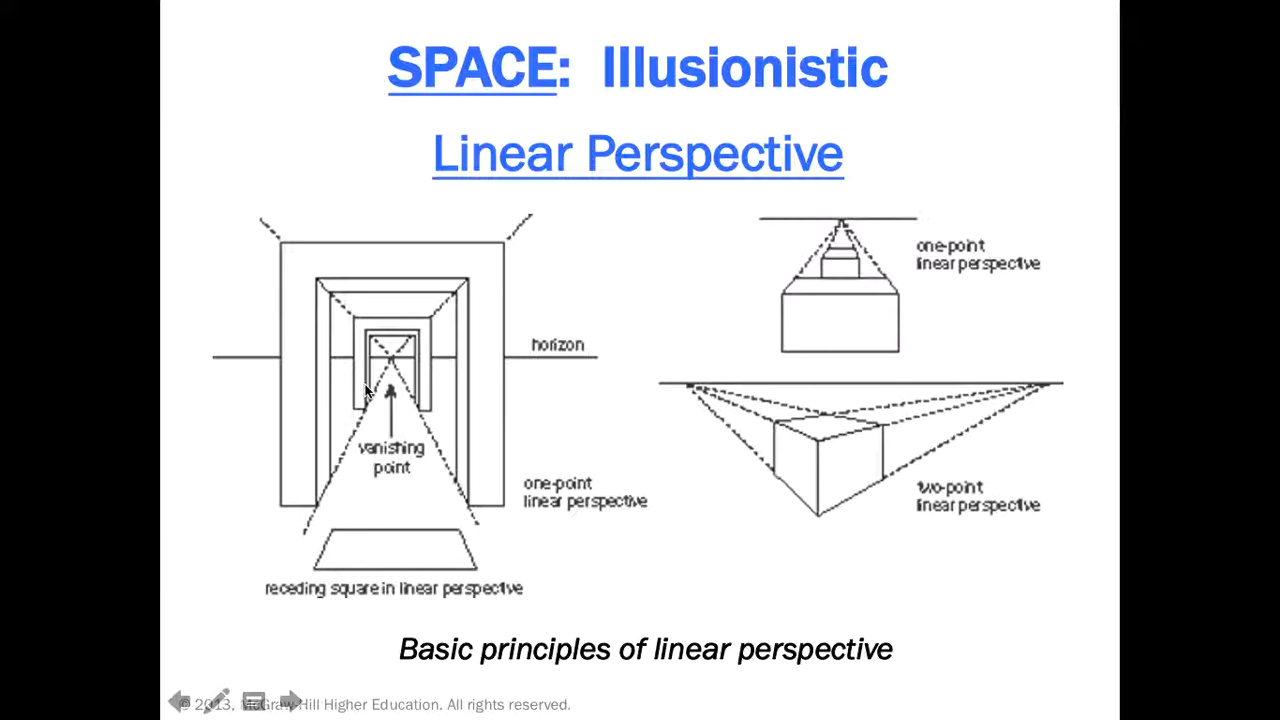 SPACE: Illusionistic
Linear Perspective
horizon
vanishing
point
one-point
linear perspective
receding square in linear perspective
one-point
linear perspective
two-point
linear perspective
Basic principles of linear perspective
© 2013, McGraw Hill Higher Education. All rights reserved.